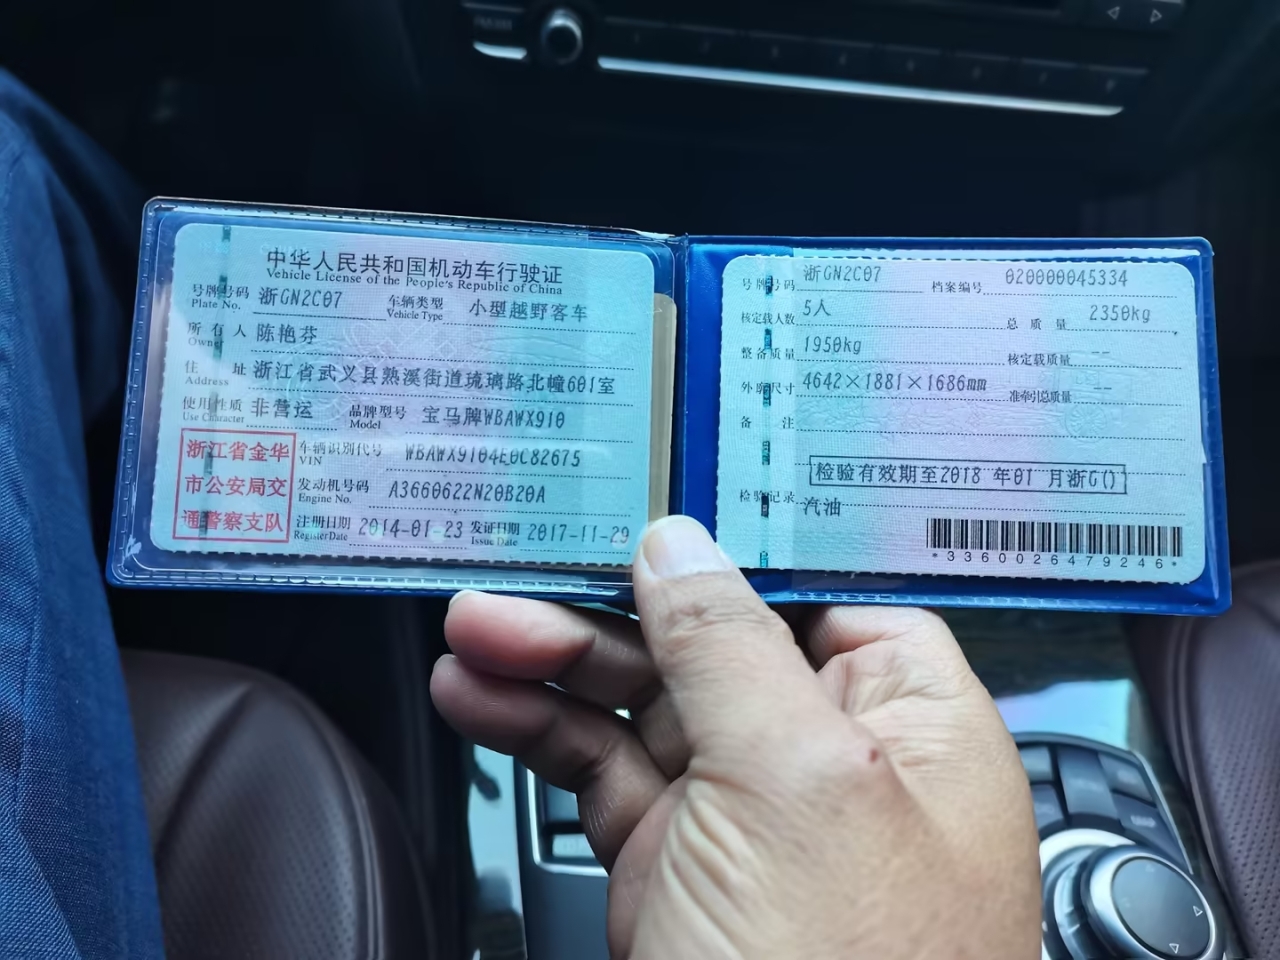 中华人民共和国机动车行驶证
Vehicle License of the People's Republic of China
号牌号码 浙GN2C07 车辆类型 小型越野客车
Plate No. Vehicle Type
所有人 陈艳芬
Owner
住址 浙江省武义县熟溪街道琉璃路北幢601室
Address
使用性质 非营运 品牌型号 宝马牌WBAWX910
Use Character Model
浙江省金华
市公安局交
通警察支队
车辆识别代号 WBAWX9104E0C82675
VIN
发动机号码 A3660622N20B20A
Engine No.
注册日期 2014-01-23 发证日期 2017-11-29
Register Date Issue Date
号牌号码 浙GN2C07 档案编号 020000045334
核定载人数 5人 总质量 2350kg
整备质量 1950kg 核定载质量 --
外廓尺寸 4642×1881×1686mm 准牵引总质量 --
备注
检验有效期至2018 年01 月浙G()
检验记录 汽油
*3360026479246*